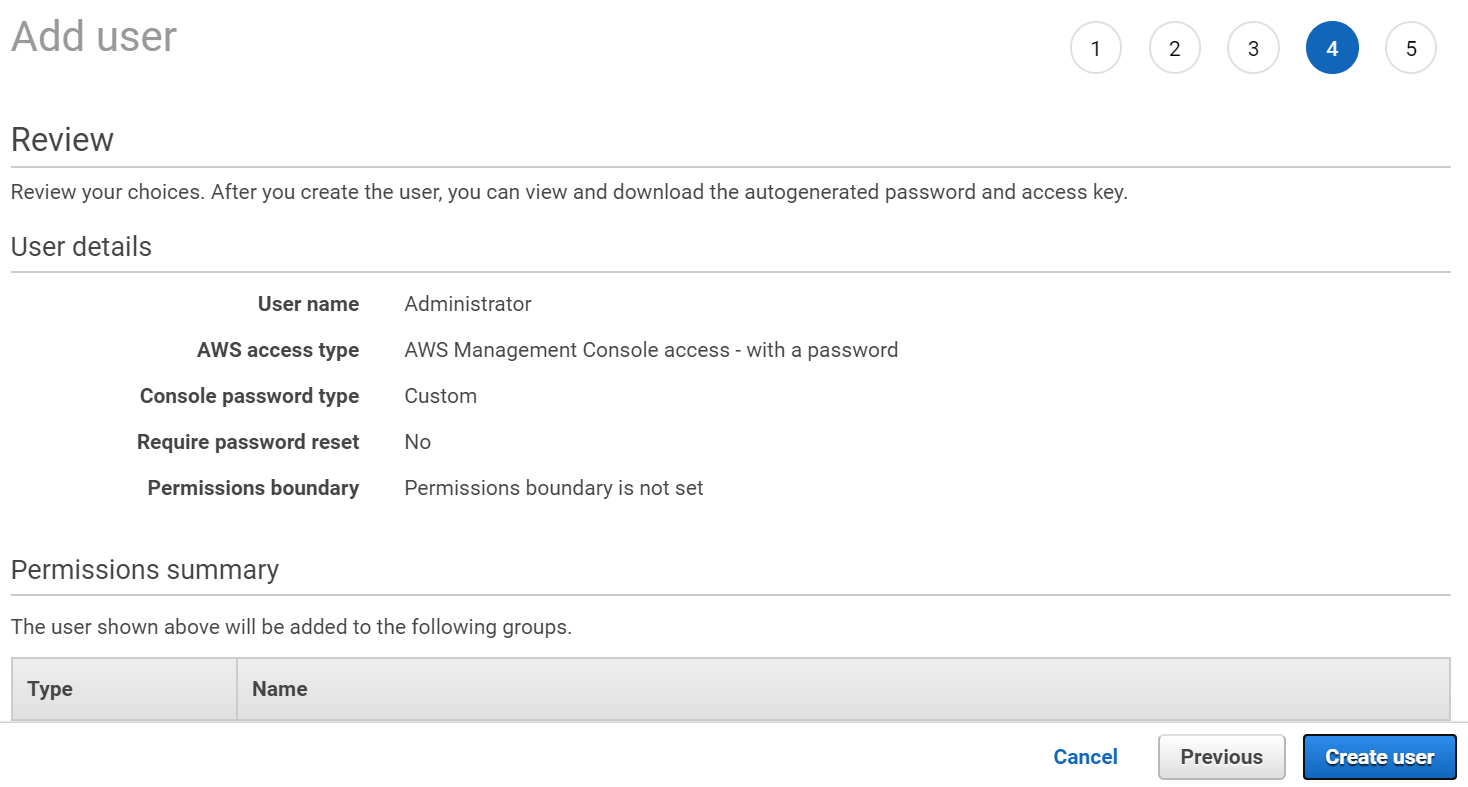 Add user
1 2 3 4 5
Review
Review your choices. After you create the user, you can view and download the autogenerated password and access key.
User details
User name Administrator
AWS access type AWS Management Console access - with a password
Console password type Custom
Require password reset No
Permissions boundary Permissions boundary is not set
Permissions summary
The user shown above will be added to the following groups.
Type Name
Cancel Previous Create user